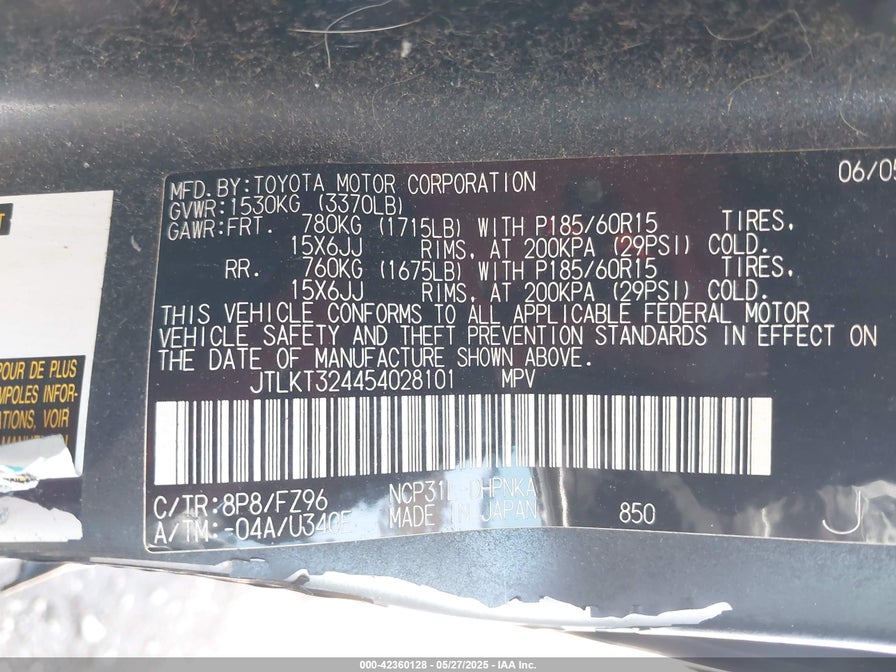 MFD.BY:TOYOTA MOTOR CORPORATION 06/05
GVWR:1530KG (3370LB)
GAWR:FRT. 780KG (1715LB) WITH P185/60R15 TIRES,
15X6JJ RIMS, AT 200KPA (29PSI) COLD.
RR. 760KG (1675LB) WITH P185/60R15 TIRES,
15X6JJ RIMS, AT 200KPA (29PSI) COLD.
THIS VEHICLE CONFORMS TO ALL APPLICABLE FEDERAL MOTOR
VEHICLE SAFETY AND THEFT PREVENTION STANDARDS IN EFFECT ON
THE DATE OF MANUFACTURE SHOWN ABOVE.
JTLKT324454028101 MPV
C/TR:8P8/FZ96 NCP31L-DHPNKA
A/TM:-04A/U340E MADE IN JAPAN 850 J
POUR DE PLUS
MPOLES INFOR-
ATIONS, VOIR
MANU
000-42360128 - 05/27/2025 - IAA Inc.